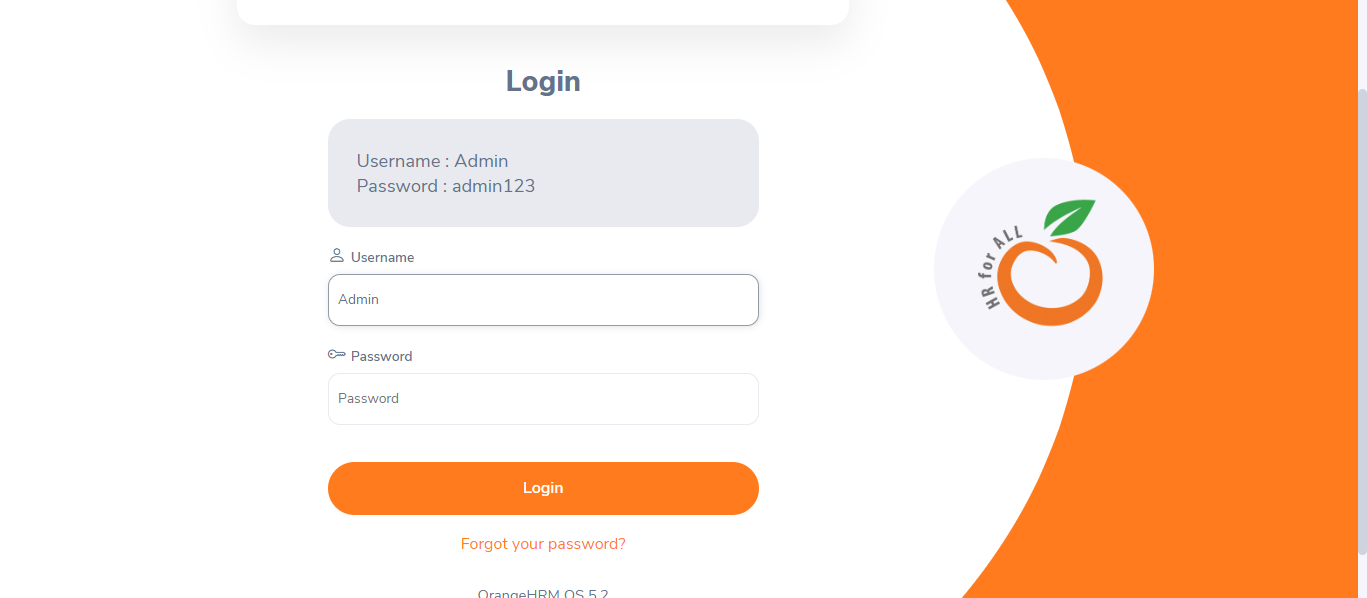 Login
Username : Admin
Password : admin123
Username
Admin
Password
Password
Login
Forgot your password?
OrangeHRM OS 5.2
HR for ALL